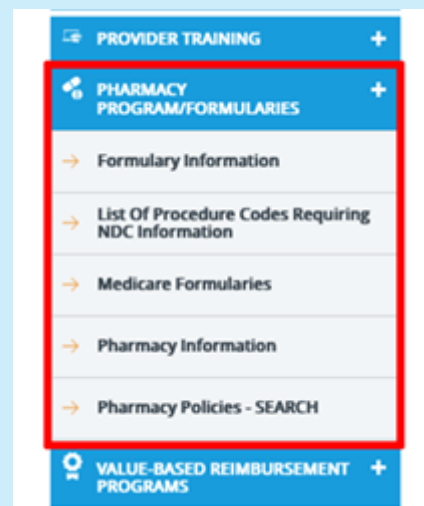 PROVIDER TRAINING +
PHARMACY +
PROGRAM/FORMULARIES
Formulary Information
List Of Procedure Codes Requiring
NDC Information
Medicare Formularies
Pharmacy Information
Pharmacy Policies - SEARCH
VALUE-BASED REIMBURSEMENT +
PROGRAMS